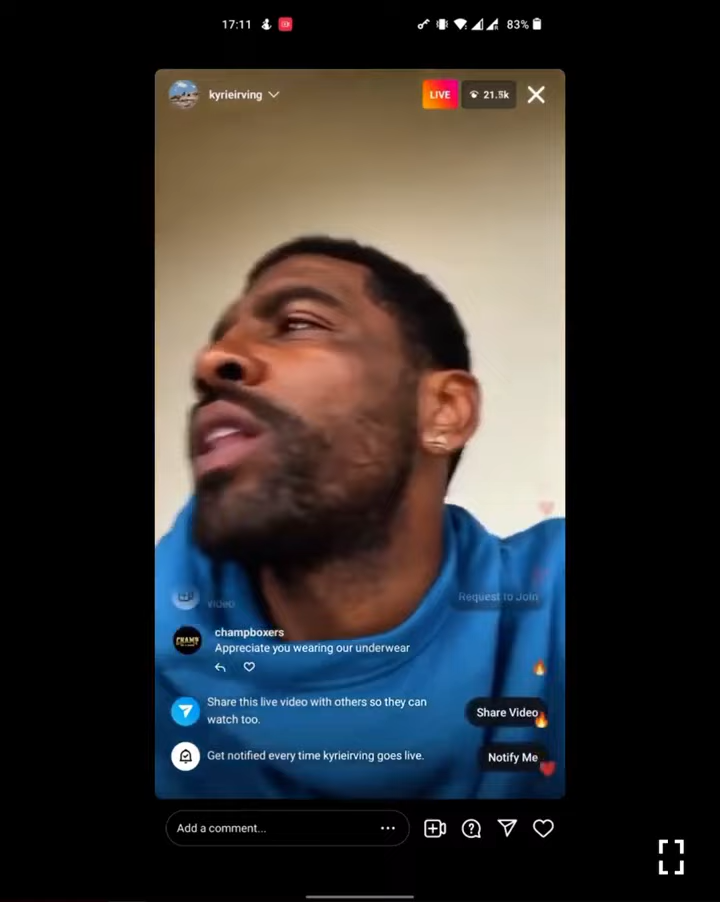 17:11
83%
kyrieirving
LIVE
21.5k
video
Request to Join
CHAMP
champboxers
Appreciate you wearing our underwear
Share this live video with others so they can
watch too.
Share Video
Get notified every time kyrieirving goes live.
Notify Me
Add a comment...